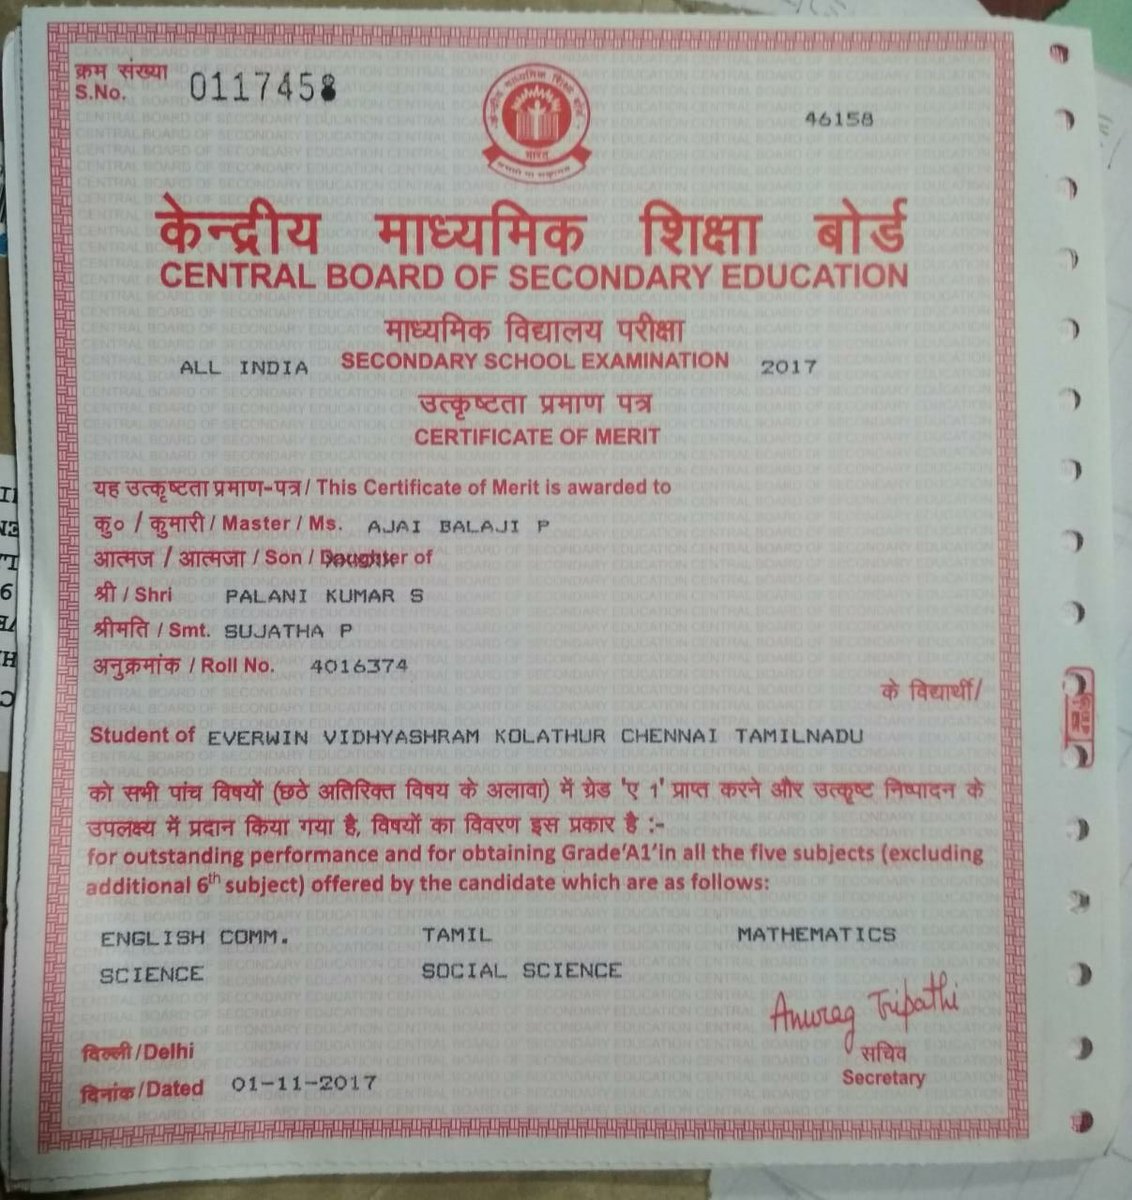 क्रम संख्या
S.No. 0117458
46158
भारत
केन्द्रीय माध्यमिक शिक्षा बोर्ड
CENTRAL BOARD OF SECONDARY EDUCATION
माध्यमिक विद्यालय परीक्षा
ALL INDIA SECONDARY SCHOOL EXAMINATION 2017
उत्कृष्टता प्रमाण पत्र
CERTIFICATE OF MERIT
यह उत्कृष्टता प्रमाण-पत्र/ This Certificate of Merit is awarded to
कु० / कुमारी / Master / Ms. AJAI BALAJI P
आत्मज / आत्मजा / Son / Daughter of
श्री / Shri PALANI KUMAR S
श्रीमति / Smt. SUJATHA P
अनुक्रमांक / Roll No. 4016374
के विद्यार्थी/
Student of EVERWIN VIDHYASHRAM KOLATHUR CHENNAI TAMILNADU
को सभी पांच विषयों (छठे अतिरिक्त विषय के अलावा) में ग्रेड 'ए 1' प्राप्त करने और उत्कृष्ट निष्पादन के
उपलक्ष्य में प्रदान किया गया है, विषयों का विवरण इस प्रकार है :-
for outstanding performance and for obtaining Grade'A1'in all the five subjects (excluding
additional 6th subject) offered by the candidate which are as follows:
ENGLISH COMM. TAMIL MATHEMATICS
SCIENCE SOCIAL SCIENCE
Anurag Tripathi
दिल्ली /Delhi
सचिव
दिनांक/Dated 01-11-2017
Secretary